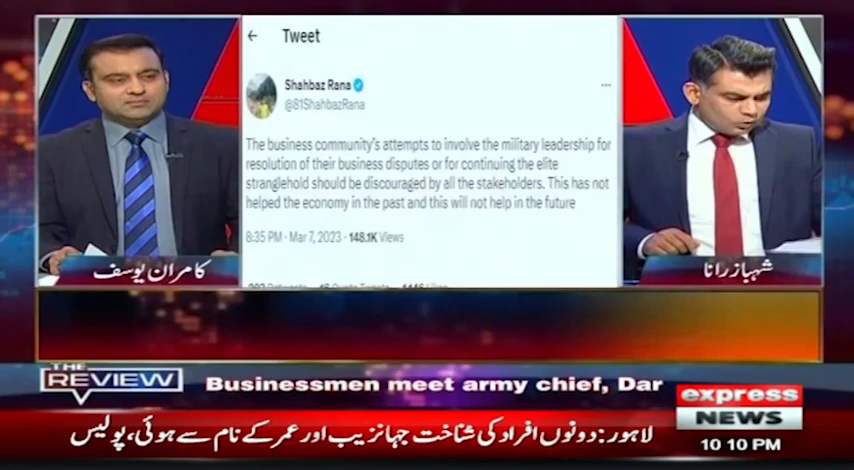 Tweet
Shahbaz Rana
@81ShahbazRana
The business community's attempts to involve the military leadership for
resolution of their business disputes or for continuing the elite
stranglehold should be discouraged by all the stakeholders. This has not
helped the economy in the past and this will not help in the future
8:35 PM · Mar 7, 2023 · 148.1K Views
کامران یوسف
شہباز رانا
THE
REVIEW
Businessmen meet army chief, Dar
express
NEWS
لاہور: دونوں افراد کی شناخت جہانزیب اور عمر کے نام سے ہوئی، پولیس
10:10 PM